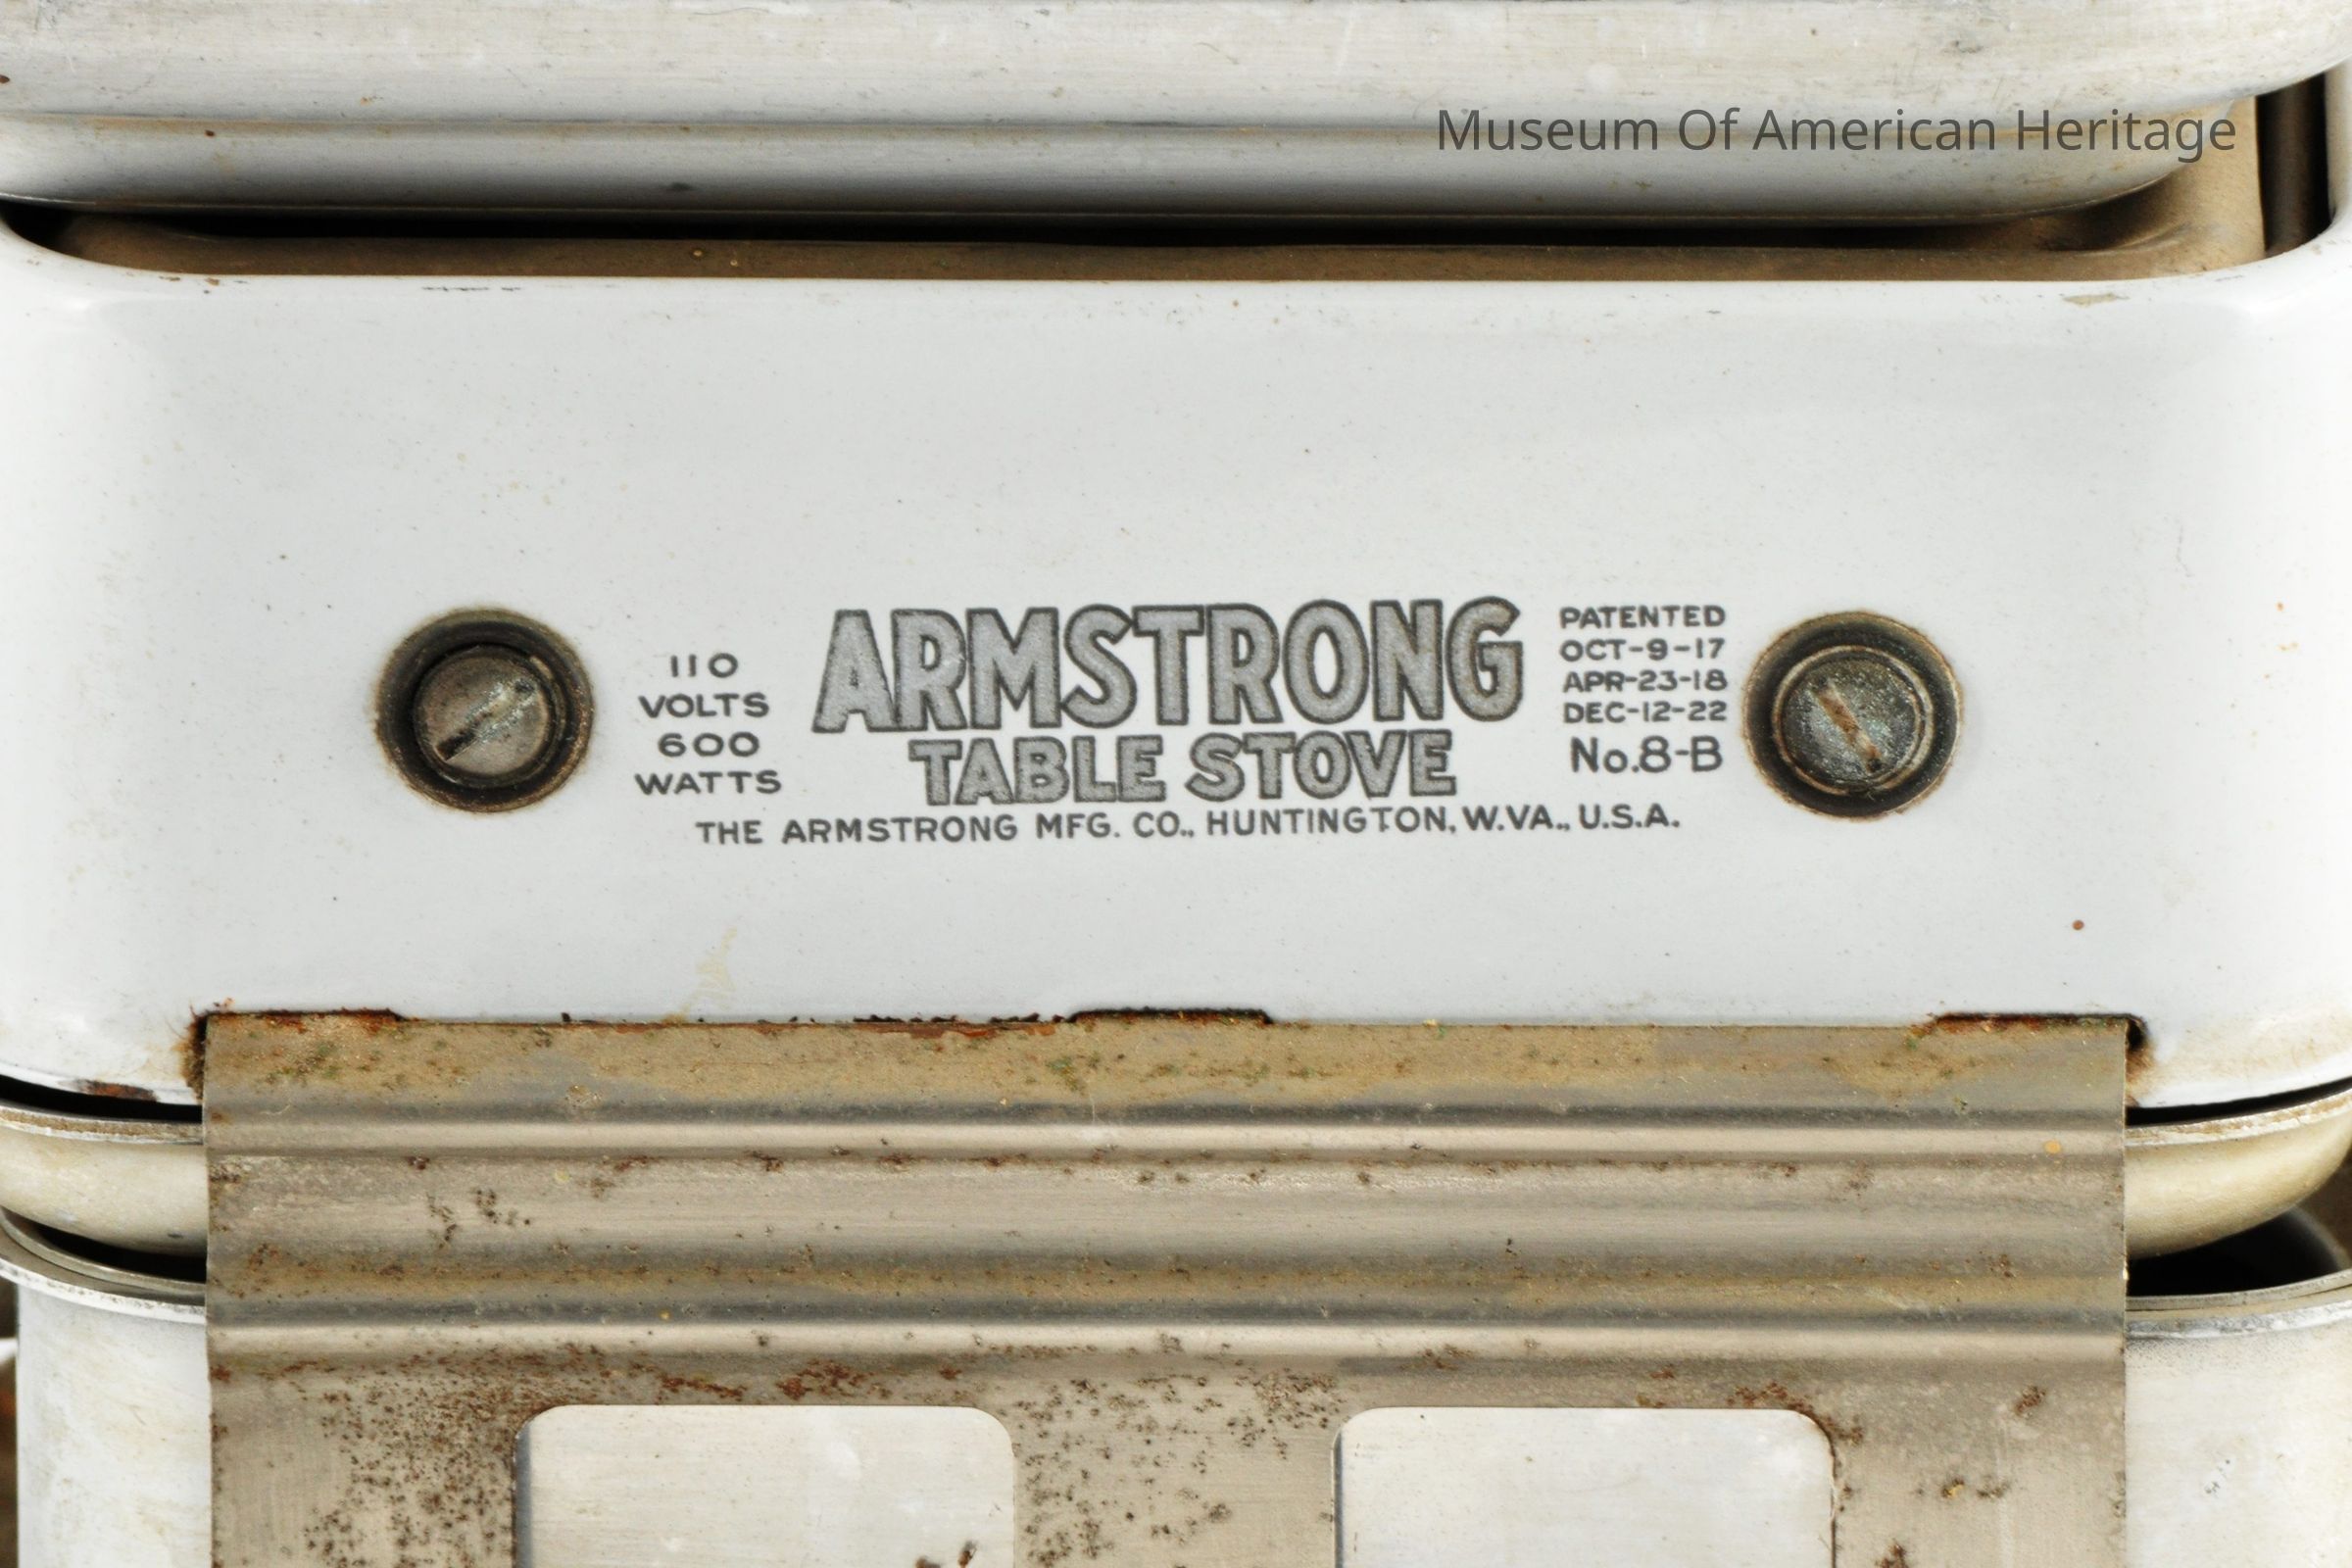 Museum Of American Heritage
110
VOLTS
600
WATTS
ARMSTRONG
TABLE STOVE
PATENTED
OCT-9-17
APR-23-18
DEC-12-22
No.8-B
THE ARMSTRONG MFG. CO., HUNTINGTON, W.VA., U.S.A.